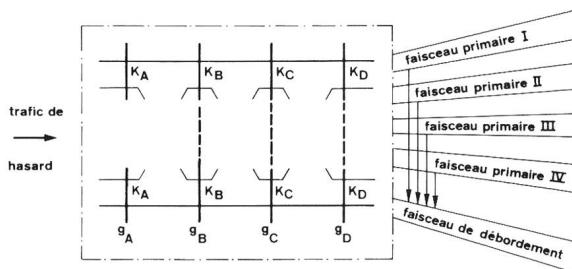 faisceau primaire I
K_A K_B K_C K_D
faisceau primaire II
trafic de
faisceau primaire III
hasard
faisceau primaire IV
K_A K_B K_C K_D
faisceau de débordement
g_A g_B g_C g_D